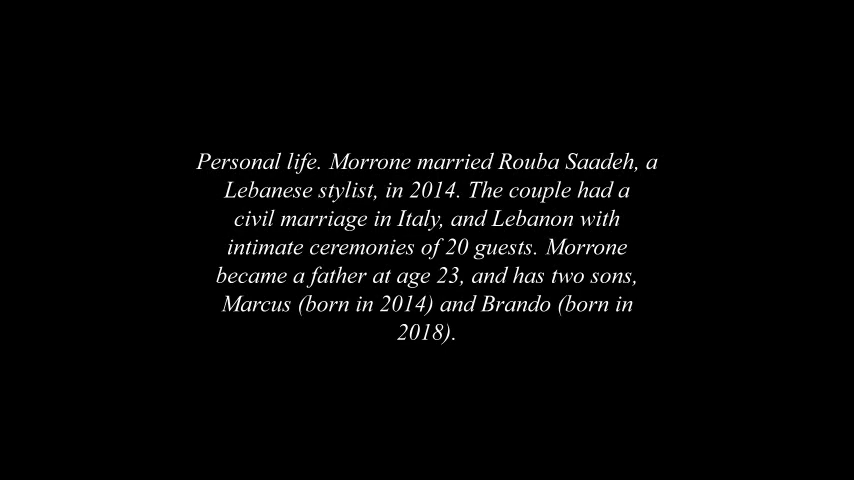 Personal life. Morrone married Rouba Saadeh, a
Lebanese stylist, in 2014. The couple had a
civil marriage in Italy, and Lebanon with
intimate ceremonies of 20 guests. Morrone
became a father at age 23, and has two sons,
Marcus (born in 2014) and Brando (born in
2018).